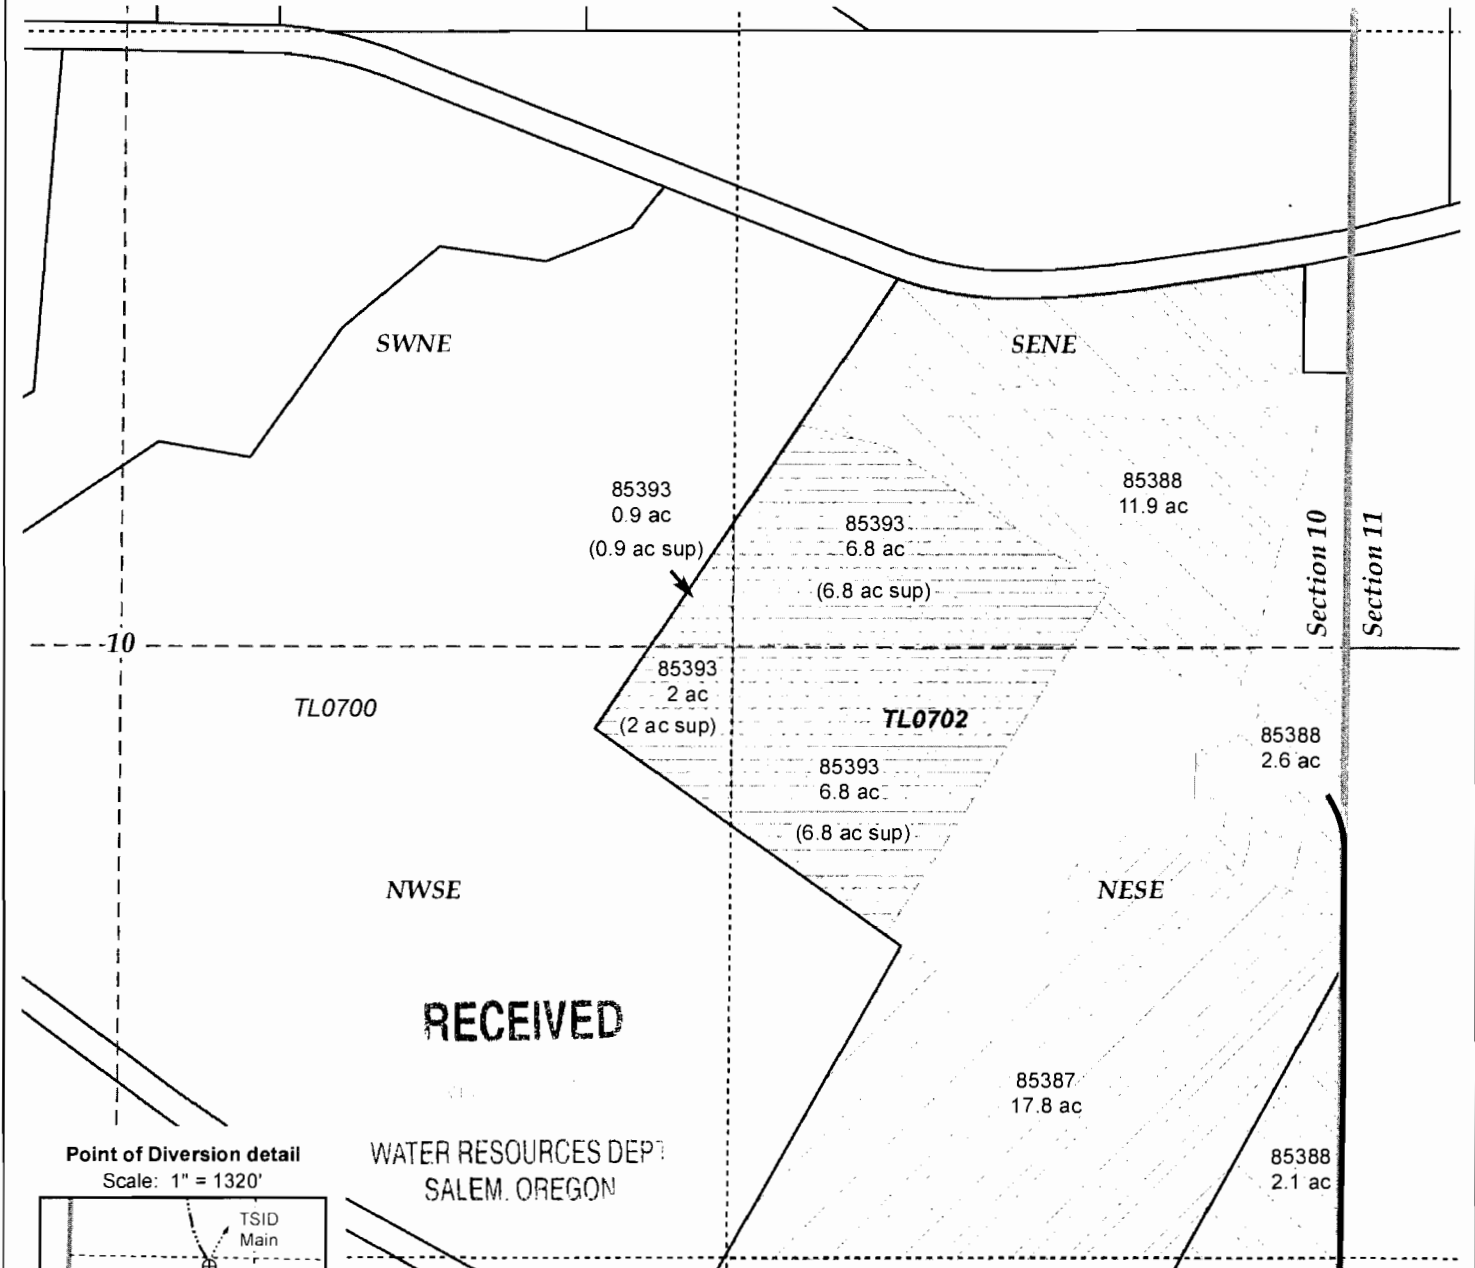 SWNE
SENE
85393
0.9 ac
(0.9 ac sup)
85393
6.8 ac
(6.8 ac sup)
85388
11.9 ac
Section 10
Section 11
10
TL0700
85393
2 ac
(2 ac sup)
TL0702
85393
6.8 ac
(6.8 ac sup)
85388
2.6 ac
NWSE
NESE
RECEIVED
85387
17.8 ac
WATER RESOURCES DEPT
SALEM, OREGON
85388
2.1 ac
Point of Diversion detail
Scale: 1" = 1320'
TSID
Main